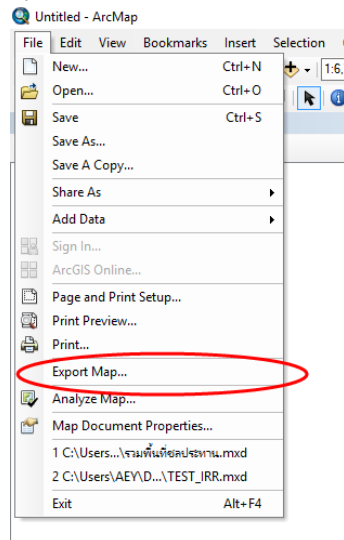 Untitled - ArcMap
File Edit View Bookmarks Insert Selection
New... Ctrl+N
1:6,
Open... Ctrl+O
Save Ctrl+S
Save As...
Save A Copy...
Share As
Add Data
Sign In...
ArcGIS Online...
Page and Print Setup...
Print Preview...
Print...
Export Map...
Analyze Map...
Map Document Properties...
1 C:\Users...\รวมพื้นที่ชลประทาน.mxd
2 C:\Users\AEY\D...\TEST_IRR.mxd
Exit Alt+F4